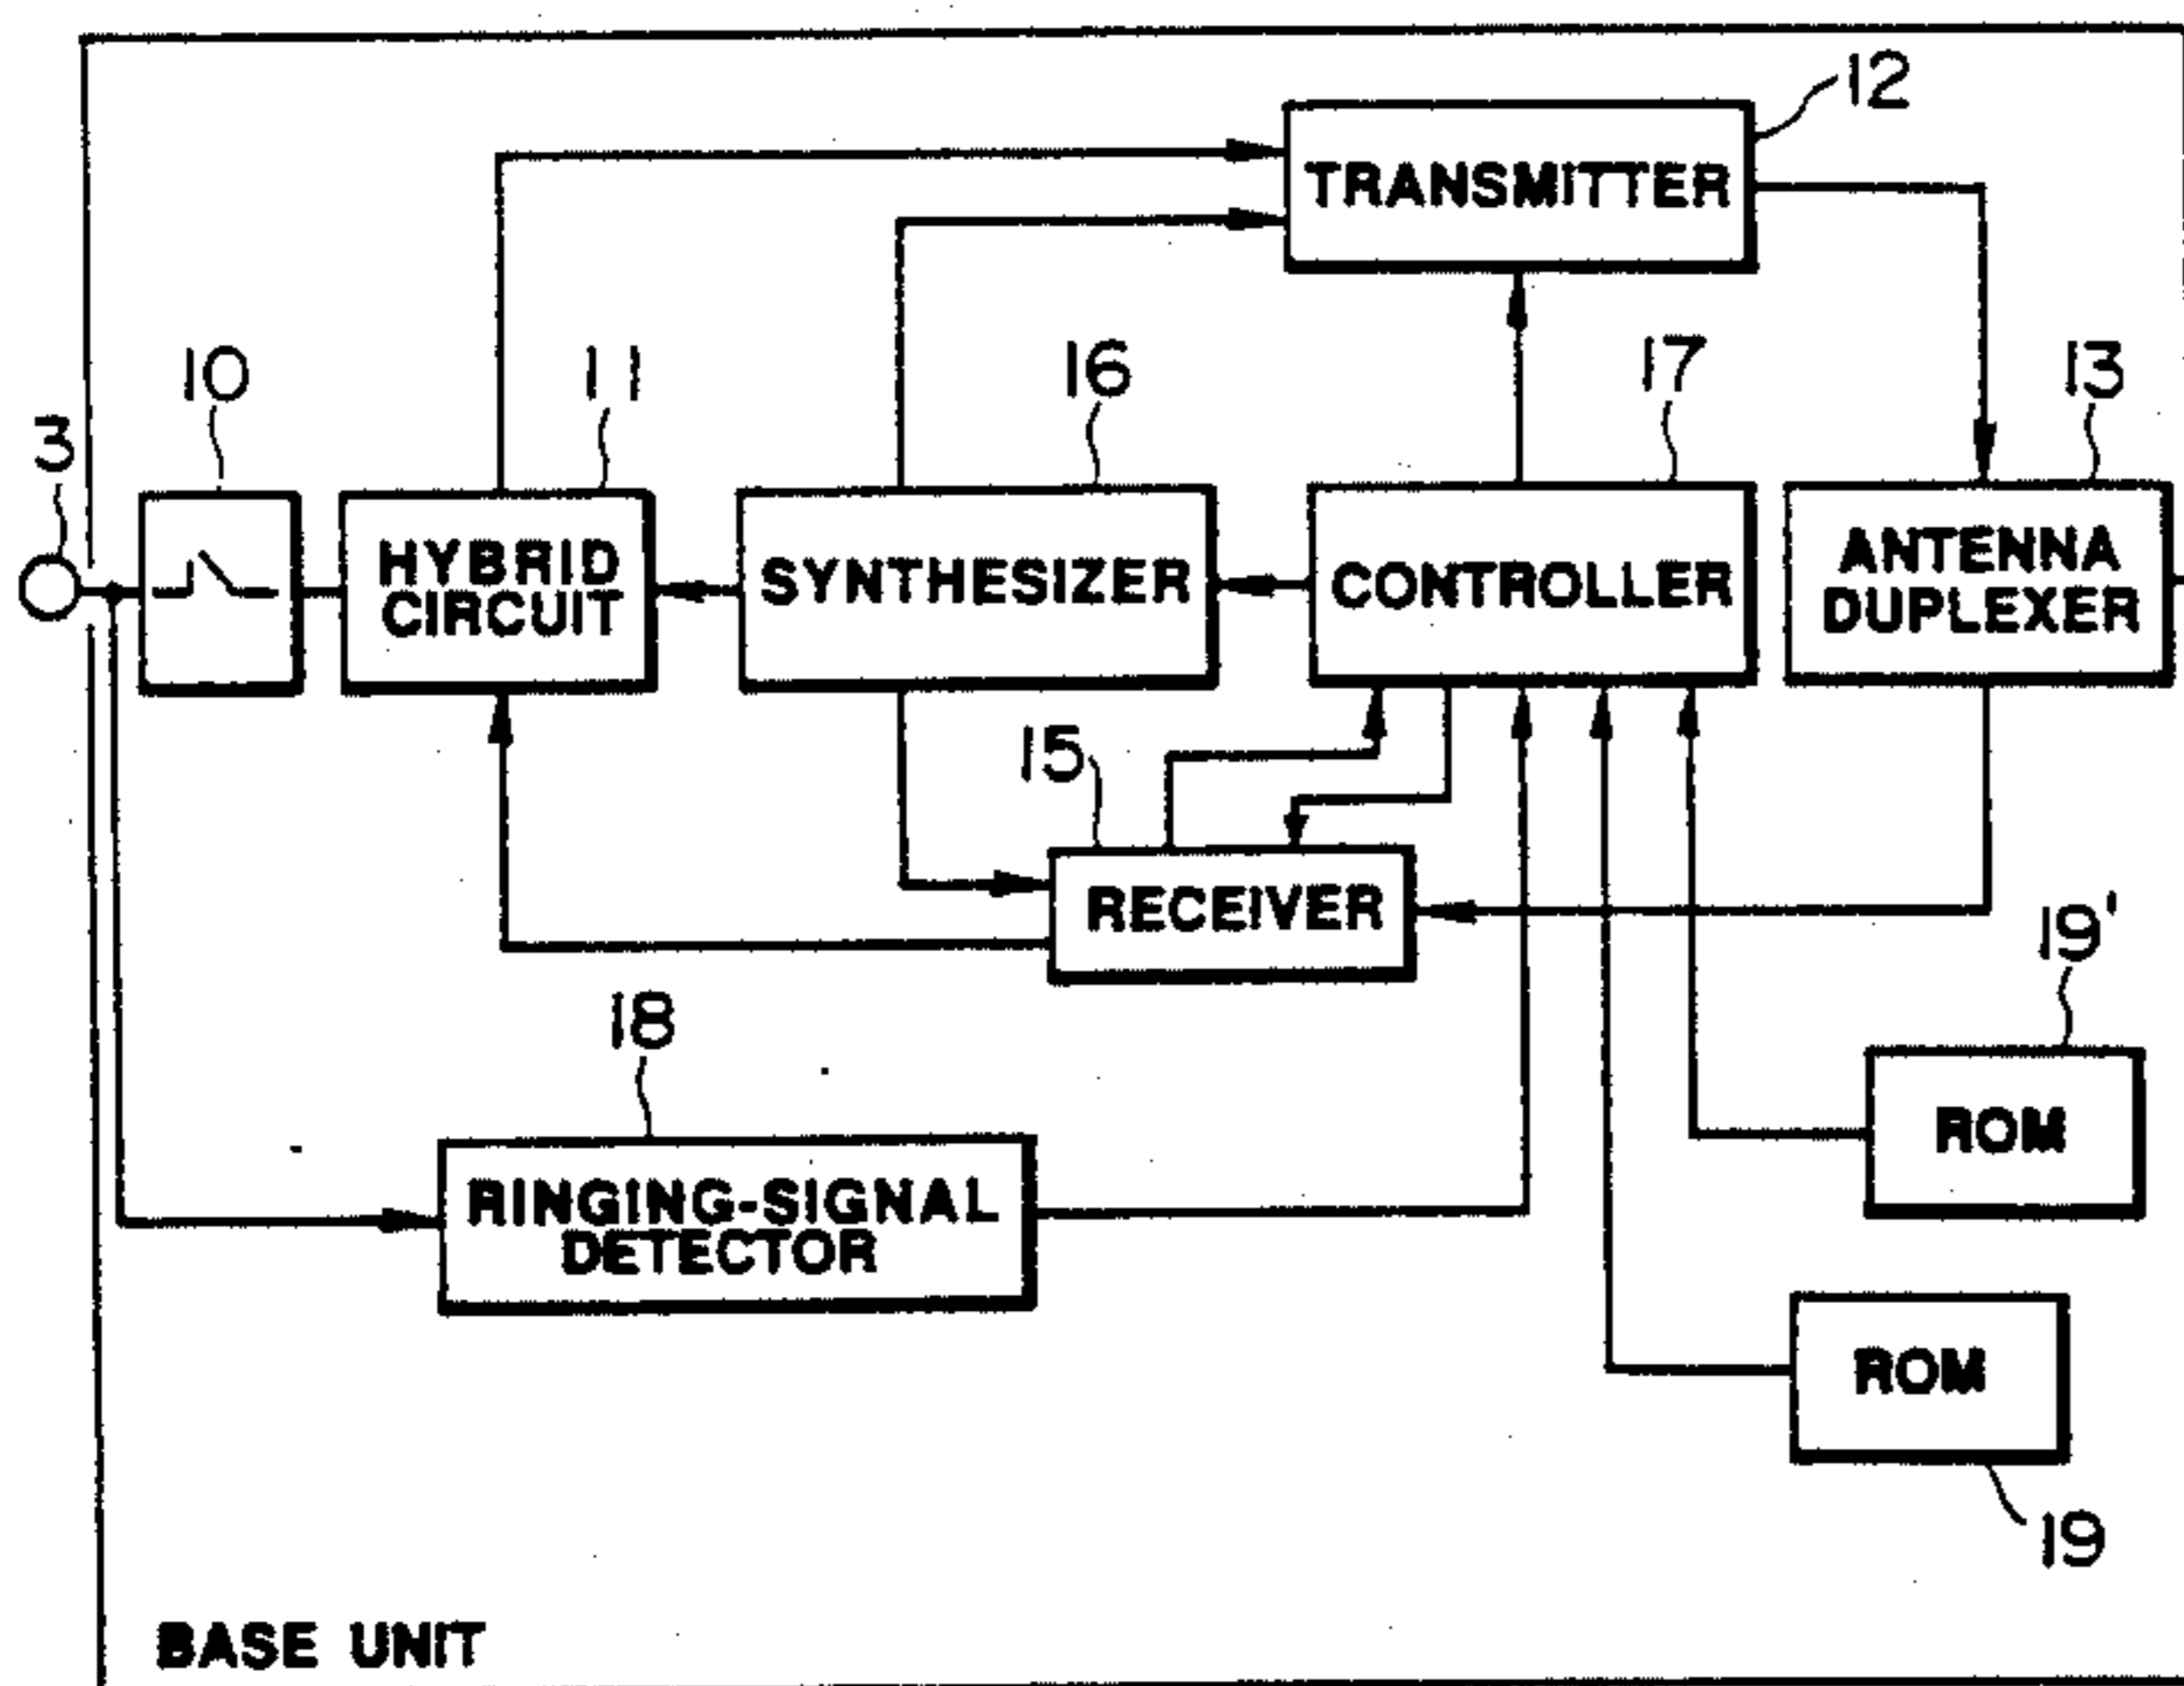 12
TRANSMITTER
10
11
16
17
13
3
HYBRID
CIRCUIT
SYNTHESIZER
CONTROLLER
ANTENNA
DUPLEXER
15
RECEIVER
19'
18
ROM
RINGING-SIGNAL
DETECTOR
ROM
19
BASE UNIT